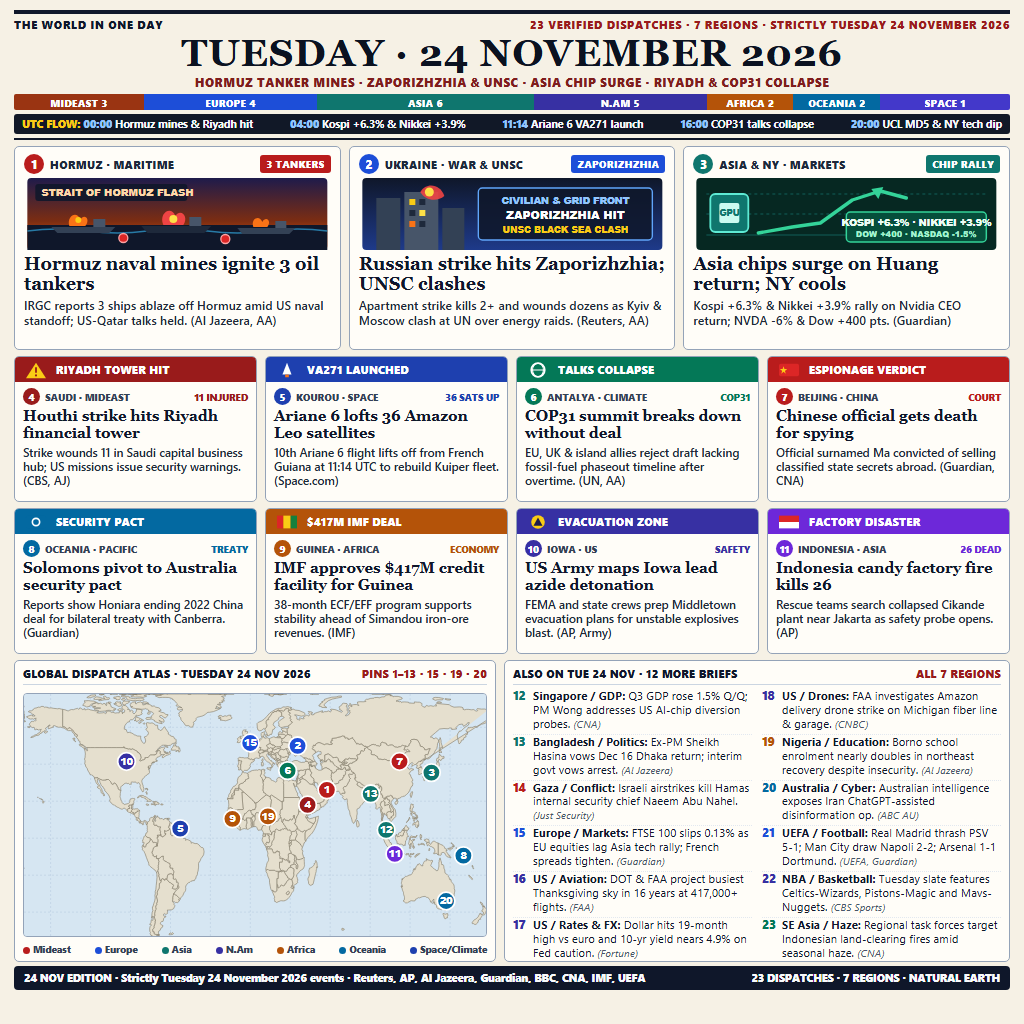 THE WORLD IN ONE DAY
23 VERIFIED DISPATCHES · 7 REGIONS · STRICTLY TUESDAY 24 NOVEMBER 2026
TUESDAY · 24 NOVEMBER 2026
HORMUZ TANKER MINES · ZAPORIZHZHIA & UNSC · ASIA CHIP SURGE · RIYADH & COP31 COLLAPSE
MIDEAST 3
EUROPE 4
ASIA 6
N.AM 5
AFRICA 2
OCEANIA 2
SPACE 1
UTC FLOW: 00:00 Hormuz mines & Riyadh hit
04:00 Kospi +6.3% & Nikkei +3.9%
11:14 Ariane 6 VA271 launch
16:00 COP31 talks collapse
20:00 UCL MD5 & NY tech dip
1 HORMUZ · MARITIME
3 TANKERS
STRAIT OF HORMUZ FLASH
Hormuz naval mines ignite 3 oil
tankers
IRGC reports 3 ships ablaze off Hormuz amid US naval
standoff; US-Qatar talks held. (Al Jazeera, AA)
2 UKRAINE · WAR & UNSC
ZAPORIZHZHIA
CIVILIAN & GRID FRONT
ZAPORIZHZHIA HIT
UNSC BLACK SEA CLASH
Russian strike hits Zaporizhzhia;
UNSC clashes
Apartment strike kills 2+ and wounds dozens as Kyiv &
Moscow clash at UN over energy raids. (Reuters, AA)
3 ASIA & NY · MARKETS
CHIP RALLY
GPU
KOSPI +6.3% · NIKKEI +3.9%
DOW +400 · NASDAQ -1.5%
Asia chips surge on Huang
return; NY cools
Kospi +6.3% & Nikkei +3.9% rally on Nvidia CEO
return; NVDA -6% & Dow +400 pts. (Guardian)
RIYADH TOWER HIT
4 SAUDI · MIDEAST
11 INJURED
Houthi strike hits Riyadh
financial tower
Strike wounds 11 in Saudi capital business
hub; US missions issue security warnings.
(CBS, AJ)
VA271 LAUNCHED
5 KOUROU · SPACE
36 SATS UP
Ariane 6 lofts 36 Amazon
Leo satellites
10th Ariane 6 flight lifts off from French
Guiana at 11:14 UTC to rebuild Kuiper fleet.
(Space.com)
TALKS COLLAPSE
6 ANTALYA · CLIMATE
COP31
COP31 summit breaks down
without deal
EU, UK & island allies reject draft lacking
fossil-fuel phaseout timeline after
overtime. (UN, AA)
ESPIONAGE VERDICT
7 BEIJING · CHINA
COURT
Chinese official gets death
for spying
Official surnamed Ma convicted of selling
classified state secrets abroad. (Guardian,
CNA)
SECURITY PACT
8 OCEANIA · PACIFIC
TREATY
Solomons pivot to Australia
security pact
Reports show Honiara ending 2022 China
deal for bilateral treaty with Canberra.
(Guardian)
$417M IMF DEAL
9 GUINEA · AFRICA
ECONOMY
IMF approves $417M credit
facility for Guinea
38-month ECF/EFF program supports
stability ahead of Simandou iron-ore
revenues. (IMF)
EVACUATION ZONE
10 IOWA · US
SAFETY
US Army maps Iowa lead
azide detonation
FEMA and state crews prep Middletown
evacuation plans for unstable explosives
blast. (AP, Army)
FACTORY DISASTER
11 INDONESIA · ASIA
26 DEAD
Indonesia candy factory fire
kills 26
Rescue teams search collapsed Cikande
plant near Jakarta as safety probe opens.
(AP)
GLOBAL DISPATCH ATLAS · TUESDAY 24 NOV 2026
PINS 1–13 · 15 · 19 · 20
15
2
10
7
6
3
1
13
4
9
19
5
12
11
8
20
Mideast
Europe
Asia
N.Am
Africa
Oceania
Space/Climate
ALSO ON TUE 24 NOV · 12 MORE BRIEFS
ALL 7 REGIONS
12 Singapore / GDP: Q3 GDP rose 1.5% Q/Q;
PM Wong addresses US AI-chip diversion
probes. (CNA)
13 Bangladesh / Politics: Ex-PM Sheikh
Hasina vows Dec 16 Dhaka return; interim
govt vows arrest. (Al Jazeera)
14 Gaza / Conflict: Israeli airstrikes kill Hamas
internal security chief Naeem Abu Nahel.
(Just Security)
15 Europe / Markets: FTSE 100 slips 0.13% as
EU equities lag Asia tech rally; French
spreads tighten. (Guardian)
16 US / Aviation: DOT & FAA project busiest
Thanksgiving sky in 16 years at 417,000+
flights. (FAA)
17 US / Rates & FX: Dollar hits 19-month
high vs euro and 10-yr yield nears 4.9% on
Fed caution. (Fortune)
18 US / Drones: FAA investigates Amazon
delivery drone strike on Michigan fiber line
& garage. (CNBC)
19 Nigeria / Education: Borno school
enrolment nearly doubles in northeast
recovery despite insecurity. (Al Jazeera)
20 Australia / Cyber: Australian intelligence
exposes Iran ChatGPT-assisted
disinformation op. (ABC AU)
21 UEFA / Football: Real Madrid thrash PSV
5-1; Man City draw Napoli 2-2; Arsenal 1-1
Dortmund. (UEFA, Guardian)
22 NBA / Basketball: Tuesday slate features
Celtics-Wizards, Pistons-Magic and Mavs-
Nuggets. (CBS Sports)
23 SE Asia / Haze: Regional task forces target
Indonesian land-clearing fires amid
seasonal haze. (CNA)
24 NOV EDITION · Strictly Tuesday 24 November 2026 events · Reuters, AP, Al Jazeera, Guardian, BBC, CNA, IMF, UEFA
23 DISPATCHES · 7 REGIONS · NATURAL EARTH